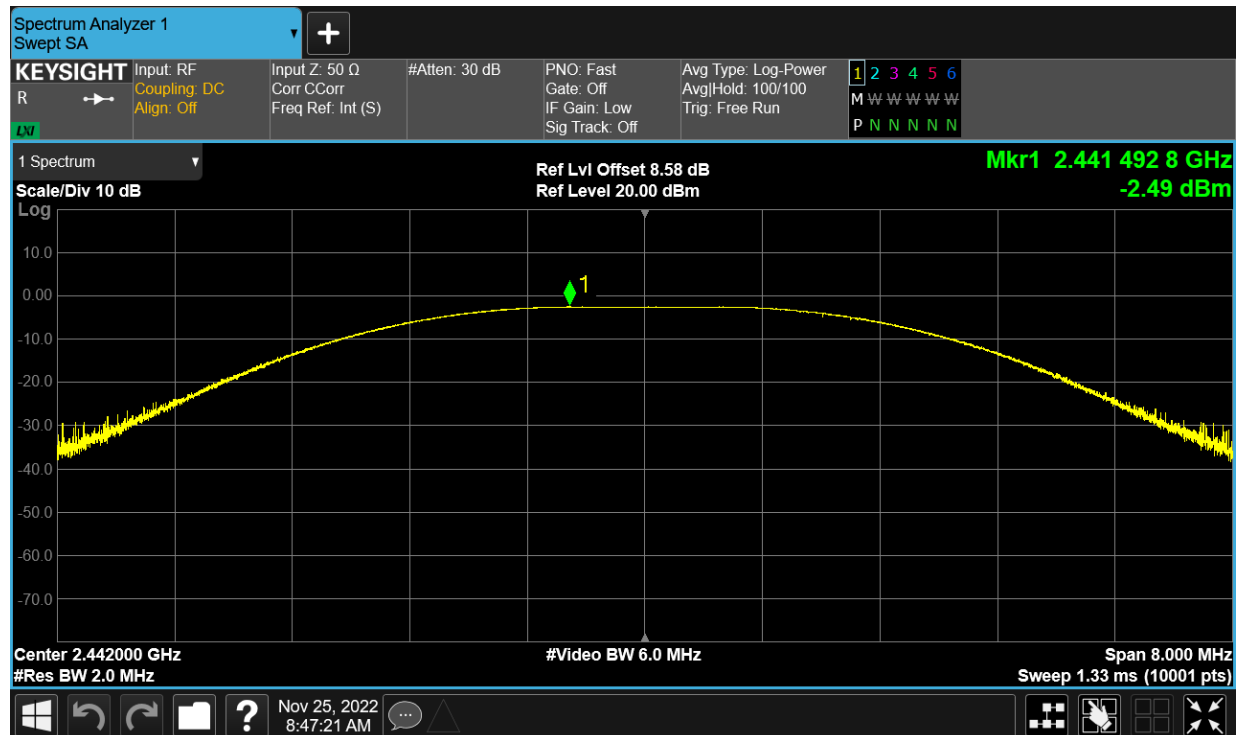 Spectrum Analyzer 1
Swept SA
+
KEYSIGHT
R
LXI
Input: RF
Coupling: DC
Align: Off
Input Z: 50 Ω
Corr CCorr
Freq Ref: Int (S)
#Atten: 30 dB
PNO: Fast
Gate: Off
IF Gain: Low
Sig Track: Off
Avg Type: Log-Power
Avg|Hold: 100/100
Trig: Free Run
1 2 3 4 5 6
M W W W W W
P N N N N N
1 Spectrum
Scale/Div 10 dB
Log
Ref Lvl Offset 8.58 dB
Ref Level 20.00 dBm
Mkr1 2.441 492 8 GHz
-2.49 dBm
10.0
0.00
-10.0
-20.0
-30.0
-40.0
-50.0
-60.0
-70.0
1
Center 2.442000 GHz
#Res BW 2.0 MHz
#Video BW 6.0 MHz
Span 8.000 MHz
Sweep 1.33 ms (10001 pts)
?
Nov 25, 2022
8:47:21 AM